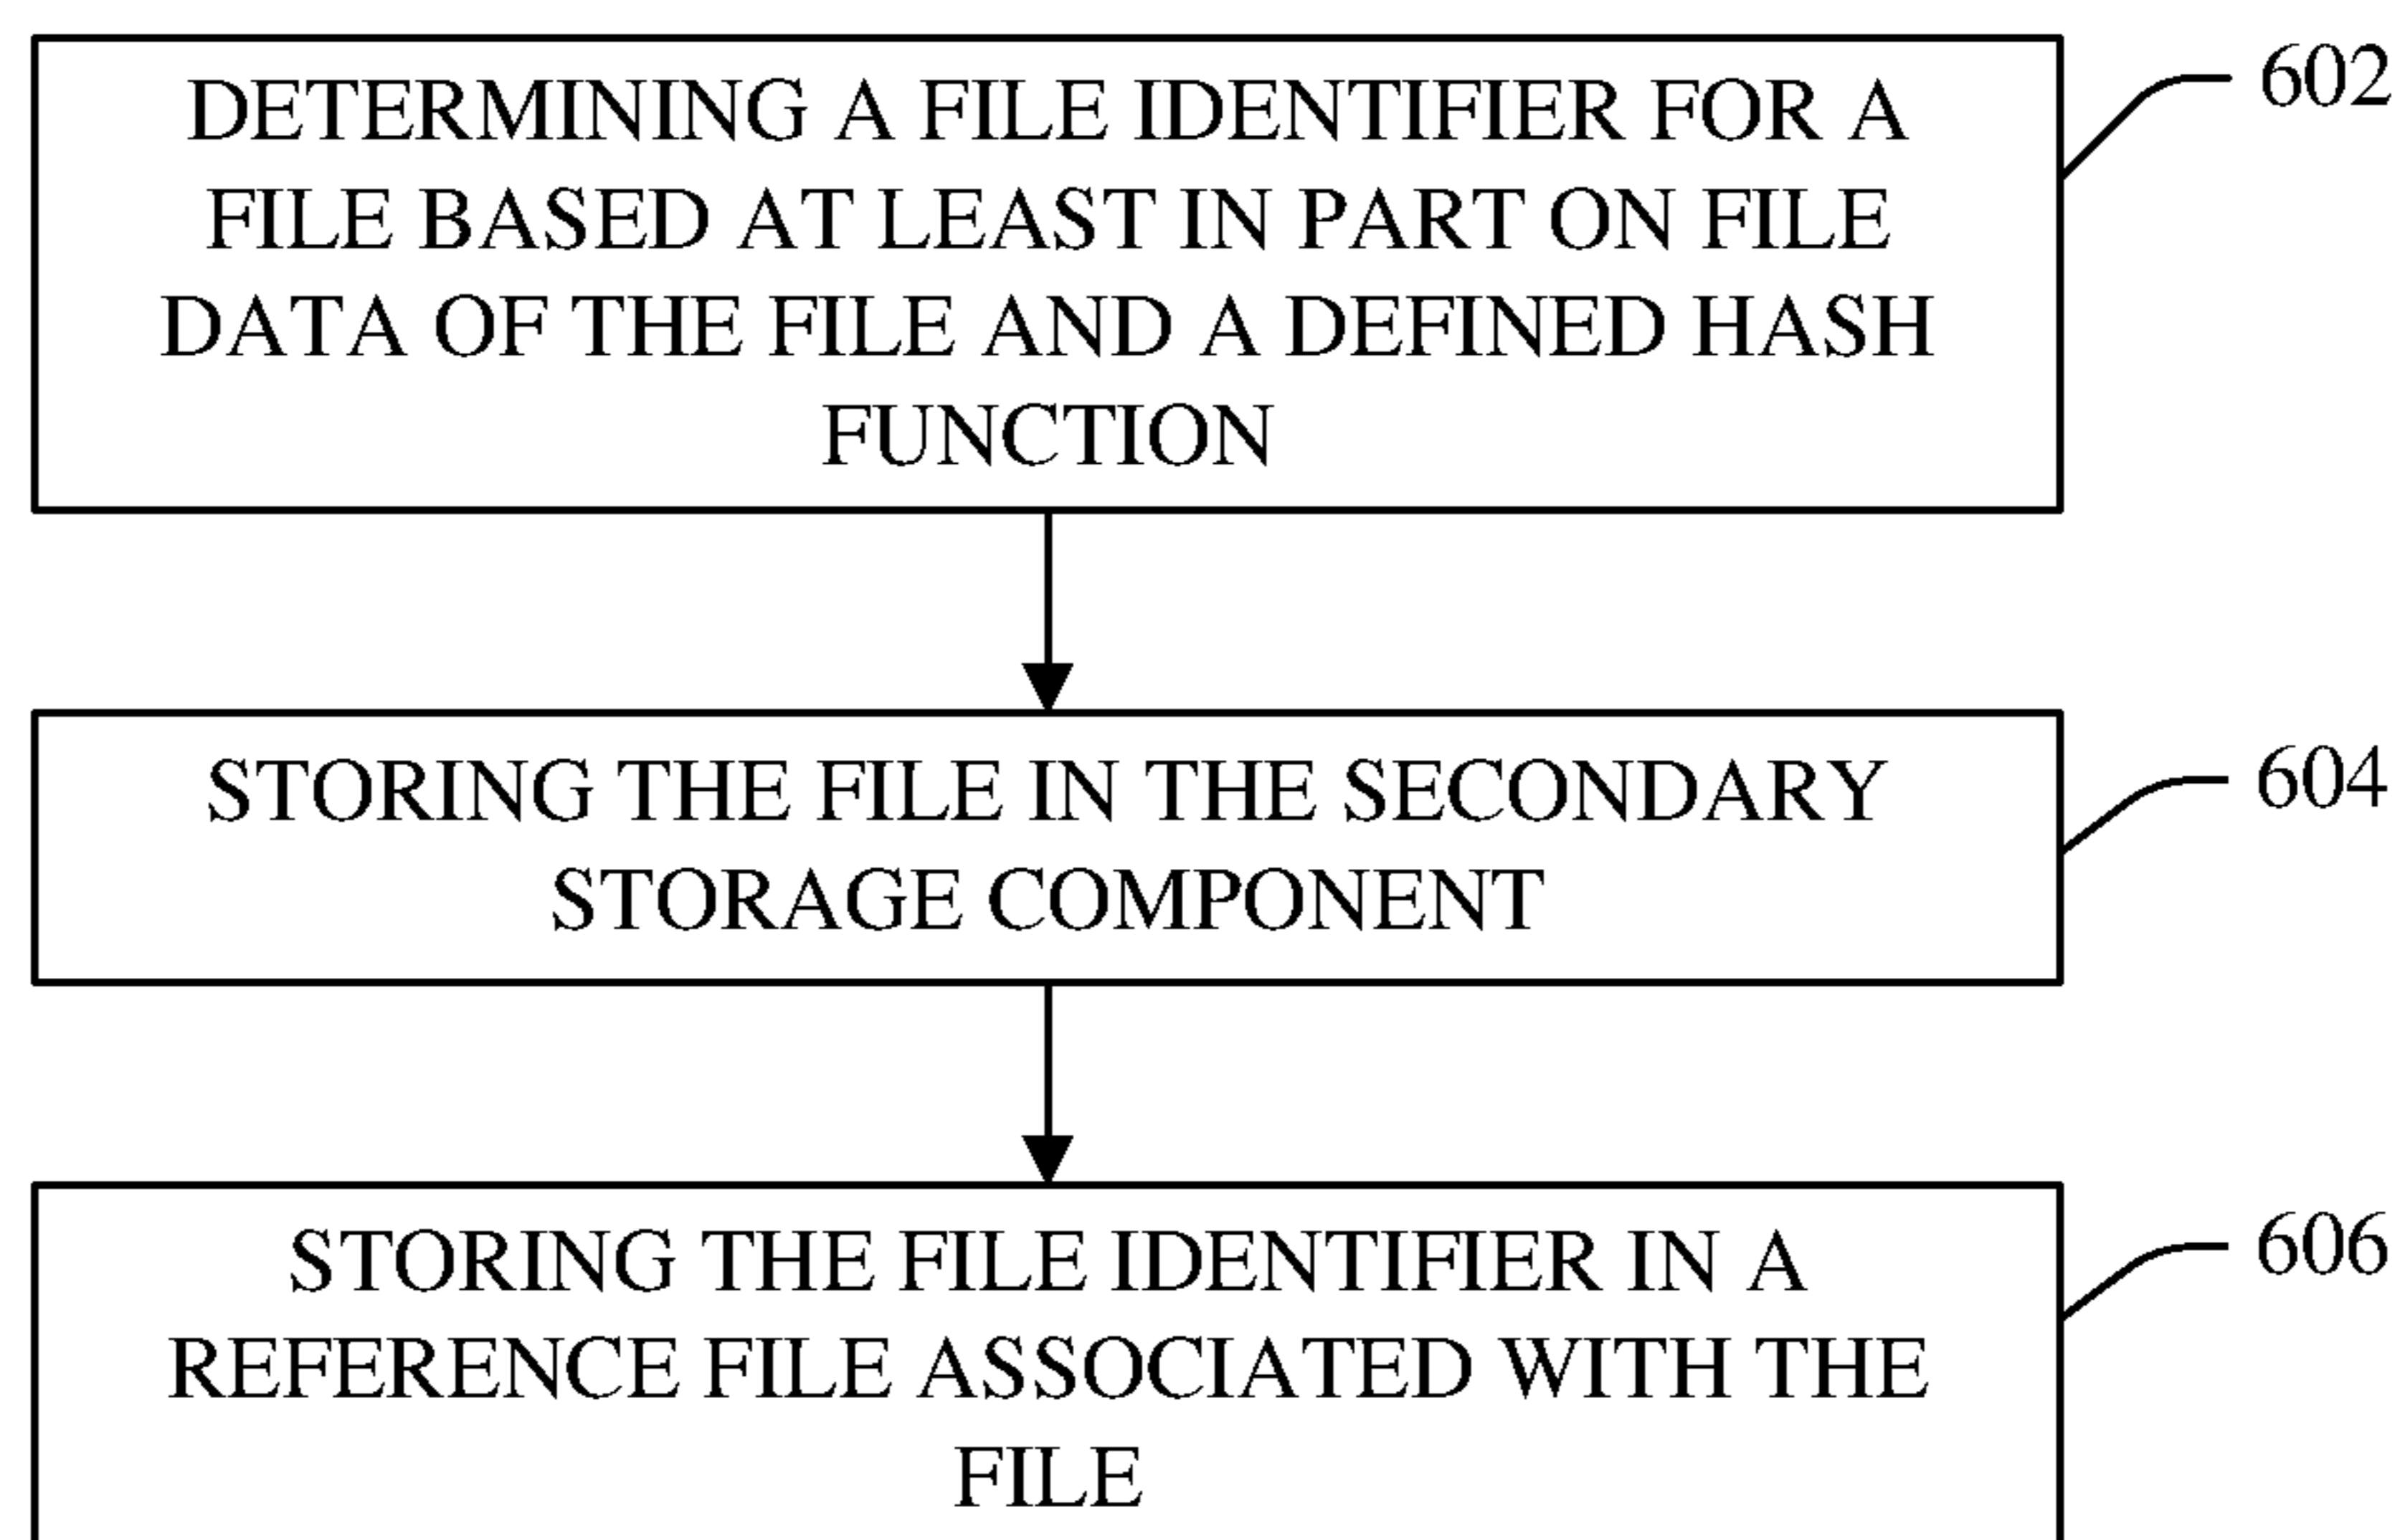 DETERMINING A FILE IDENTIFIER FOR A
FILE BASED AT LEAST IN PART ON FILE
DATA OF THE FILE AND A DEFINED HASH
FUNCTION
602
STORING THE FILE IN THE SECONDARY
STORAGE COMPONENT
604
STORING THE FILE IDENTIFIER IN A
REFERENCE FILE ASSOCIATED WITH THE
FILE
606